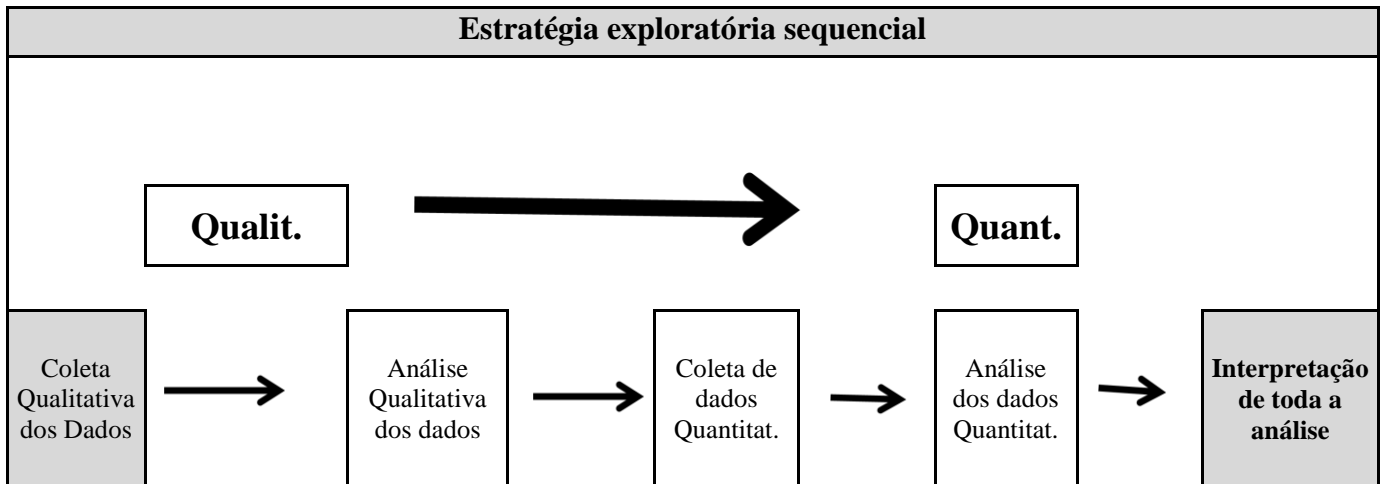 Estratégia exploratória sequencial
Qualit.
Quant.
Coleta
Qualitativa
dos Dados
Análise
Qualitativa
dos dados
Coleta de
dados
Quantitat.
Análise
dos dados
Quantitat.
Interpretação
de toda a
análise